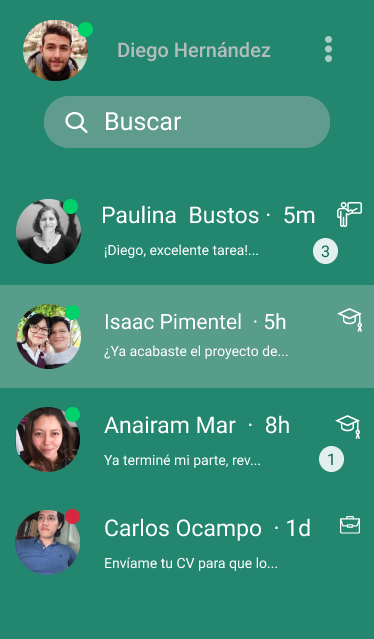 Diego Hernández
Buscar
Paulina Bustos · 5m
¡Diego, excelente tarea!...
3
Isaac Pimentel · 5h
¿Ya acabaste el proyecto de...
Anairam Mar · 8h
Ya terminé mi parte, rev...
1
Carlos Ocampo · 1d
Envíame tu CV para que lo...